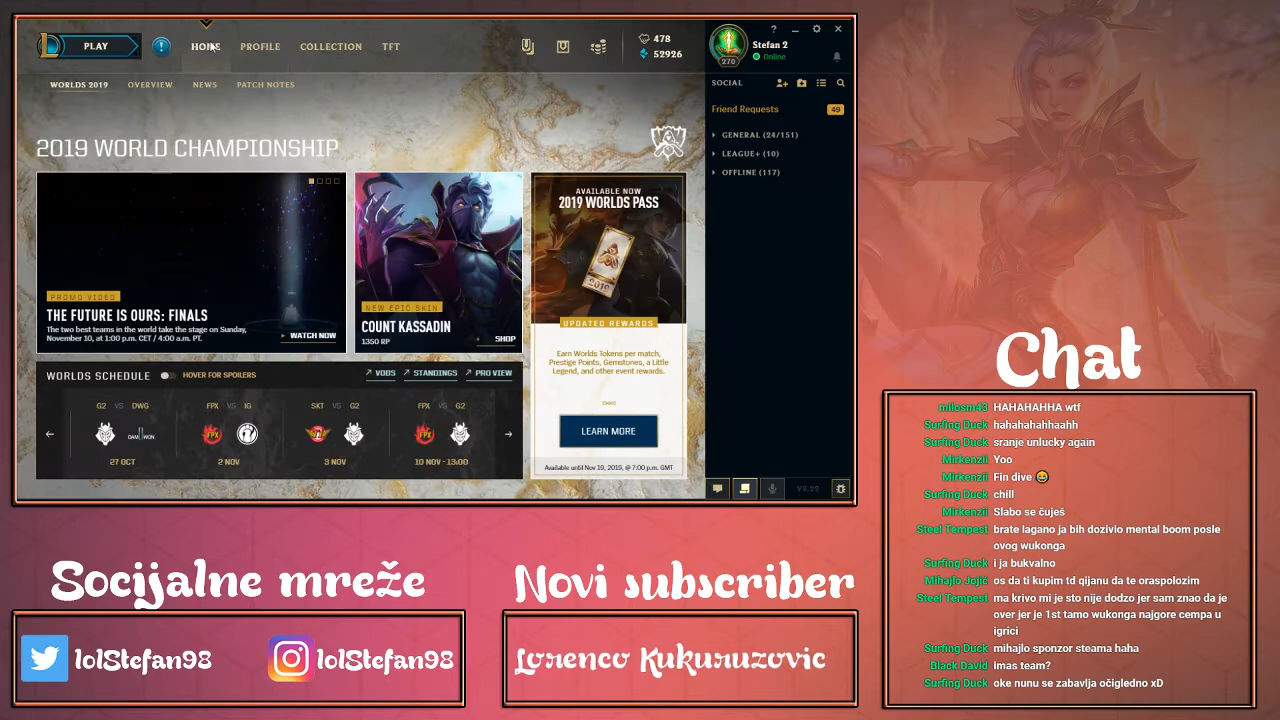 PLAY
HOME
PROFILE
COLLECTION
TFT
478
52926
Stefan 2
Online
270
WORLDS 2019
OVERVIEW
NEWS
PATCH NOTES
SOCIAL
Friend Requests
49
GENERAL (24/151)
LEAGUE+ (10)
OFFLINE (117)
2019 WORLD CHAMPIONSHIP
PROMO VIDEO
THE FUTURE IS OURS: FINALS
The two best teams in the world take the stage on Sunday,
November 10, at 1:00 p.m. CET / 4:00 a.m. PT.
WATCH NOW
NEW EPIC SKIN
COUNT KASSADIN
1350 RP
SHOP
AVAILABLE NOW
2019 WORLDS PASS
2019
UPDATED REWARDS
Earn Worlds Tokens per match,
Prestige Points, Gemstones, a Little
Legend, and other event rewards.
LEARN MORE
Available until Nov 19, 2019, @ 7:00 p.m. GMT
WORLDS SCHEDULE
HOVER FOR SPOILERS
VODS
STANDINGS
PRO VIEW
G2 VS DWG
FPX VS IG
SKT VS G2
FPX VS G2
27 OCT
2 NOV
3 NOV
10 NOV - 13:00
V9.22
Chat
milosm43 HAHAHAHHA wtf
Surfing Duck hahahahahhaahh
Surfing Duck sranje unlucky again
Mirkenzii Yoo
Mirkenzii Fin dive 😅
Surfing Duck chill
Mirkenzii Slabo se čuješ
Steel Tempest brate lagano ja bih dozivio mental boom posle
ovog wukonga
Surfing Duck i ja bukvalno
Mihajlo Jojić os da ti kupim td qijanu da te oraspolozim
Steel Tempest ma krivo mi je sto nije dodzo jer sam znao da je
over jer je 1st tamo wukonga najgore cempa u
igrici
Surfing Duck mihajlo sponzor steama haha
Black David imas team?
Surfing Duck oke nunu se zabavlja očigledno xD
Socijalne mreže
lolStefan98
lolStefan98
Novi subscriber
Lorenco Kukuruzovic